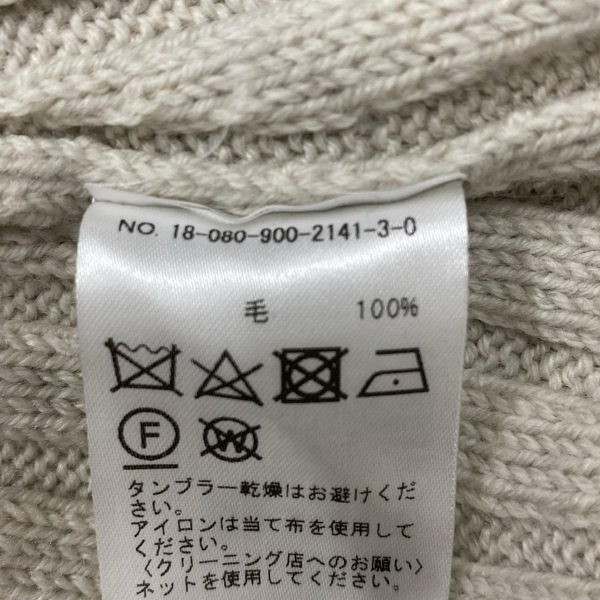 NO. 18-080-900-2141-3-0
毛 100%
F W
タンブラー乾燥はお避けくだ
さい。
アイロンは当て布を使用して
ください。
〈クリーニング店へのお願い〉
ネットを使用してください。